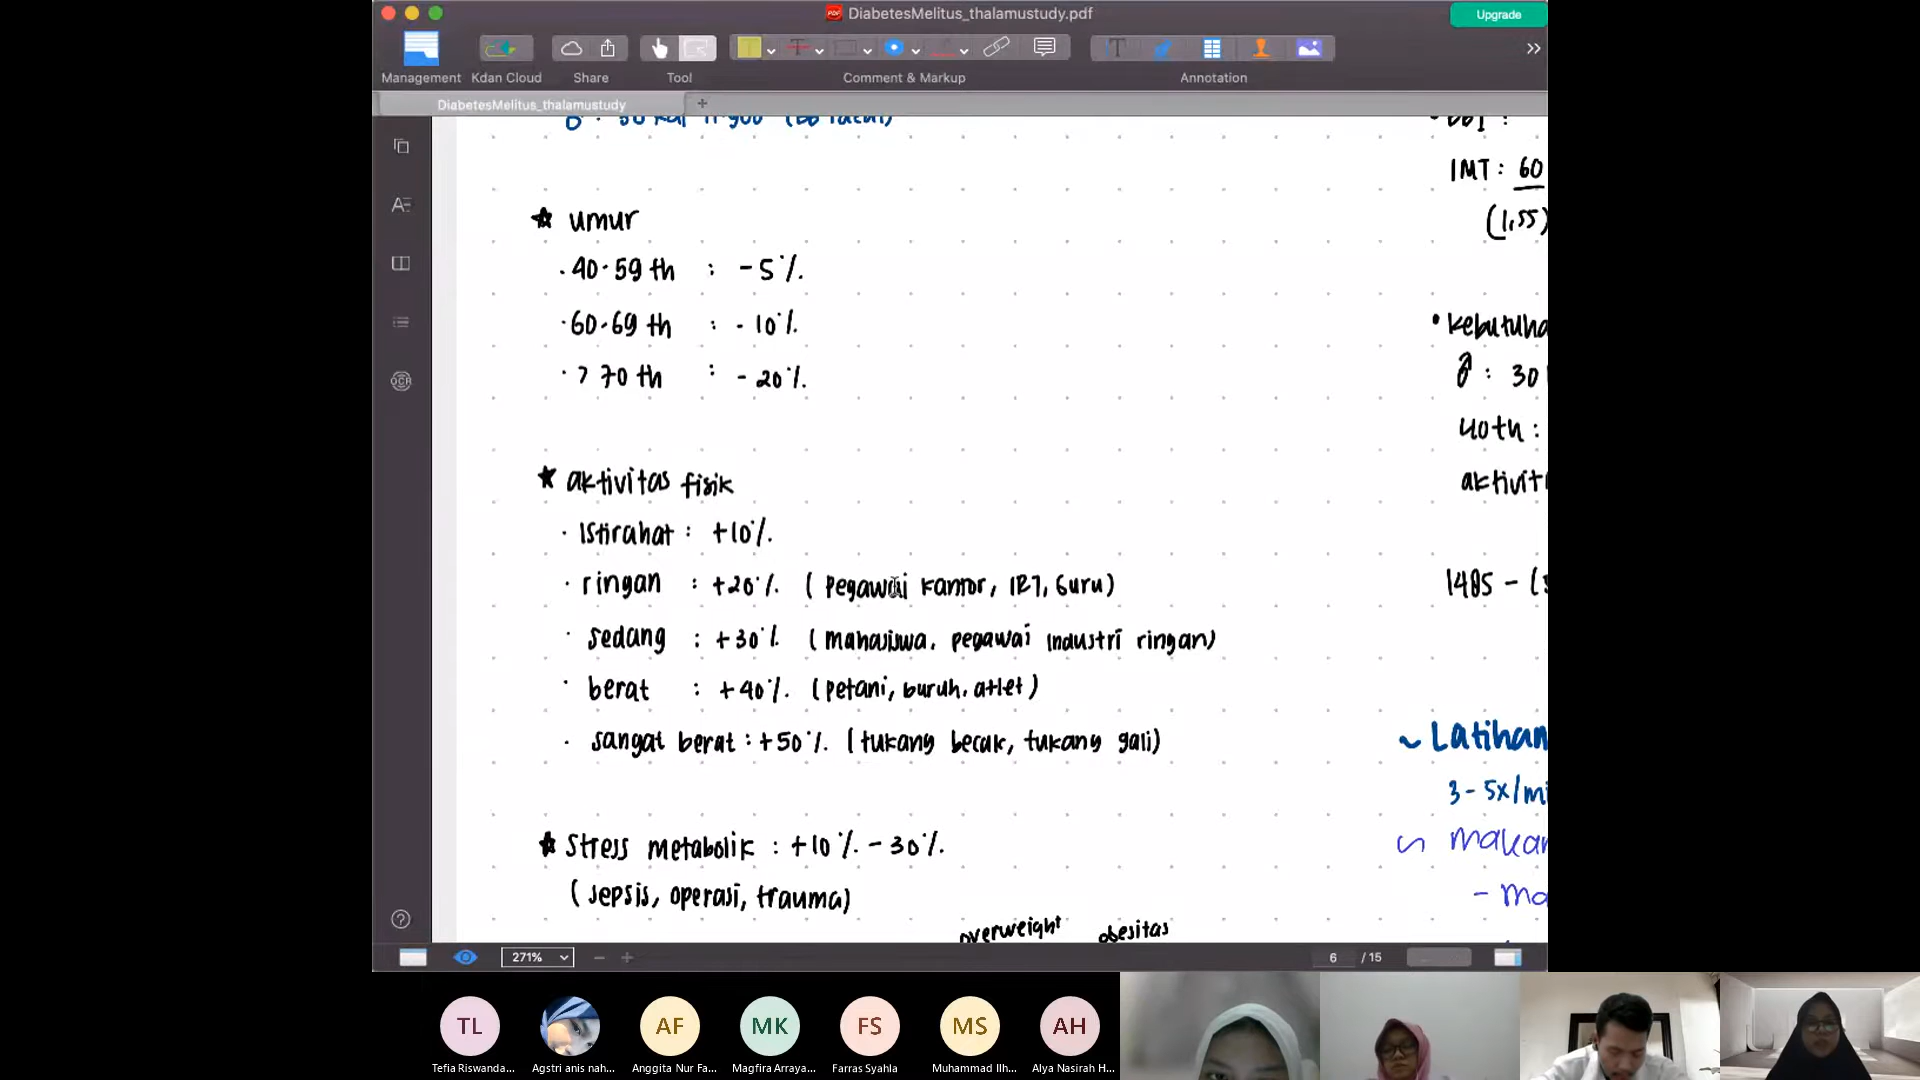 DiabetesMelitus_thalamustudy.pdf
Upgrade
Management
Kdan Cloud
Share
Tool
Comment & Markup
Annotation
DiabetesMelitus_thalamustudy
IMT : 60
(1,55)
umur
• 40-59 th : - 5%
• 60-69 th : - 10%
• > 70 th : - 20%
Kebutuha
♂ : 30
40th :
aktivit
aktivitas fisik
• Istirahat : +10%
• ringan : +20% ( pegawai kantor, IRT, Guru)
1485 - (
• sedang : +30% ( mahasiswa, pegawai industri ringan)
• berat : +40% (petani, buruh, atlet)
• sangat berat : +50% (tukang becak, tukang gali)
~ Latihan
3 - 5x/mi
makan
- ma
Stress metabolik : +10% - 30%
( sepsis, operasi, trauma)
overweight obesitas
271%
6 / 15
TL
AF
MK
FS
MS
AH
Tefia Riswanda...
Agstri anis nah...
Anggita Nur Fa...
Magfira Arraya...
Farras Syahla
Muhammad Ilh...
Alya Nasirah H...